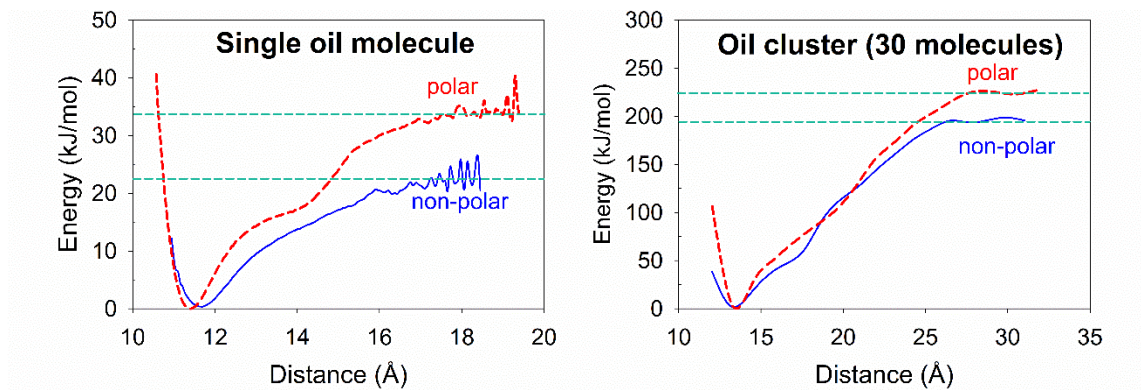 Single oil molecule
polar
non-polar
Energy (kJ/mol)
50
40
30
20
10
0
10
12
14
16
18
20
Distance (Å)
Oil cluster (30 molecules)
polar
non-polar
Energy (kJ/mol)
300
250
200
150
100
50
0
10
15
20
25
30
35
Distance (Å)